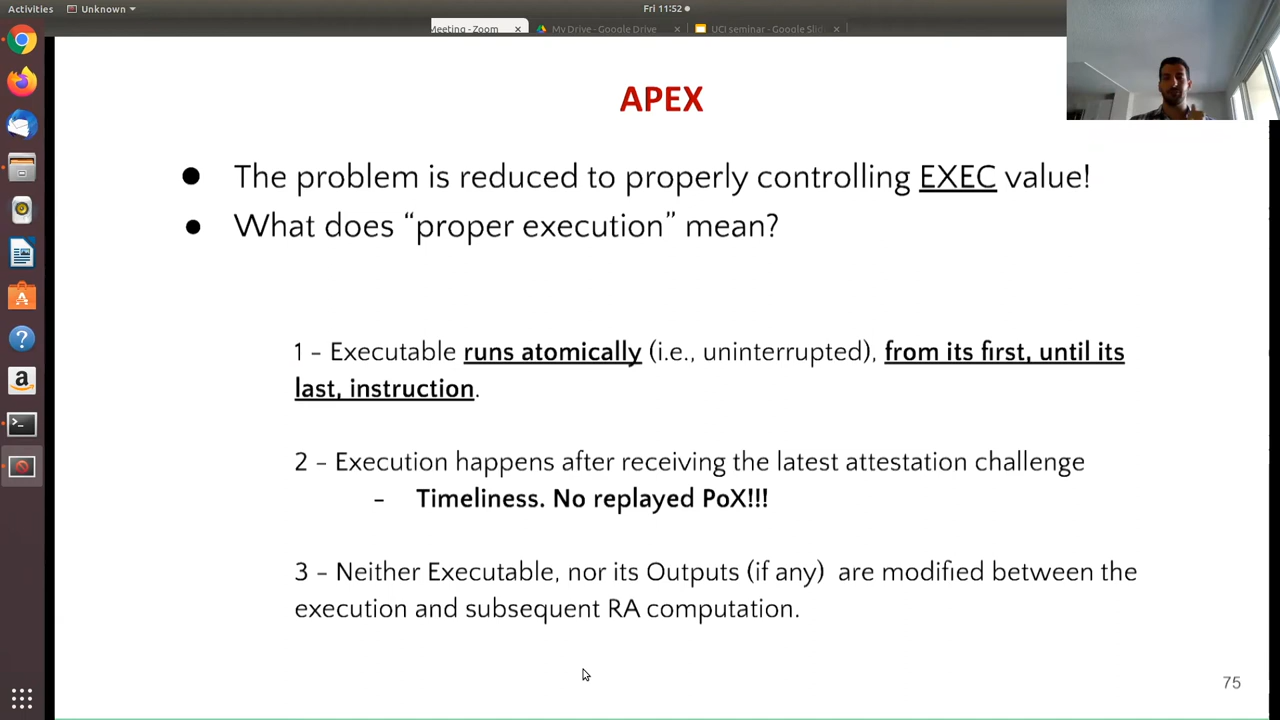 Activities
Unknown
Fri 11:52
Meeting - Zoom
My Drive - Google Drive
UCI seminar - Google Slid
APEX
● The problem is reduced to properly controlling EXEC value!
● What does “proper execution” mean?
1 - Executable runs atomically (i.e., uninterrupted), from its first, until its
last, instruction.
2 - Execution happens after receiving the latest attestation challenge
- Timeliness. No replayed PoX!!!
3 - Neither Executable, nor its Outputs (if any) are modified between the
execution and subsequent RA computation.
75